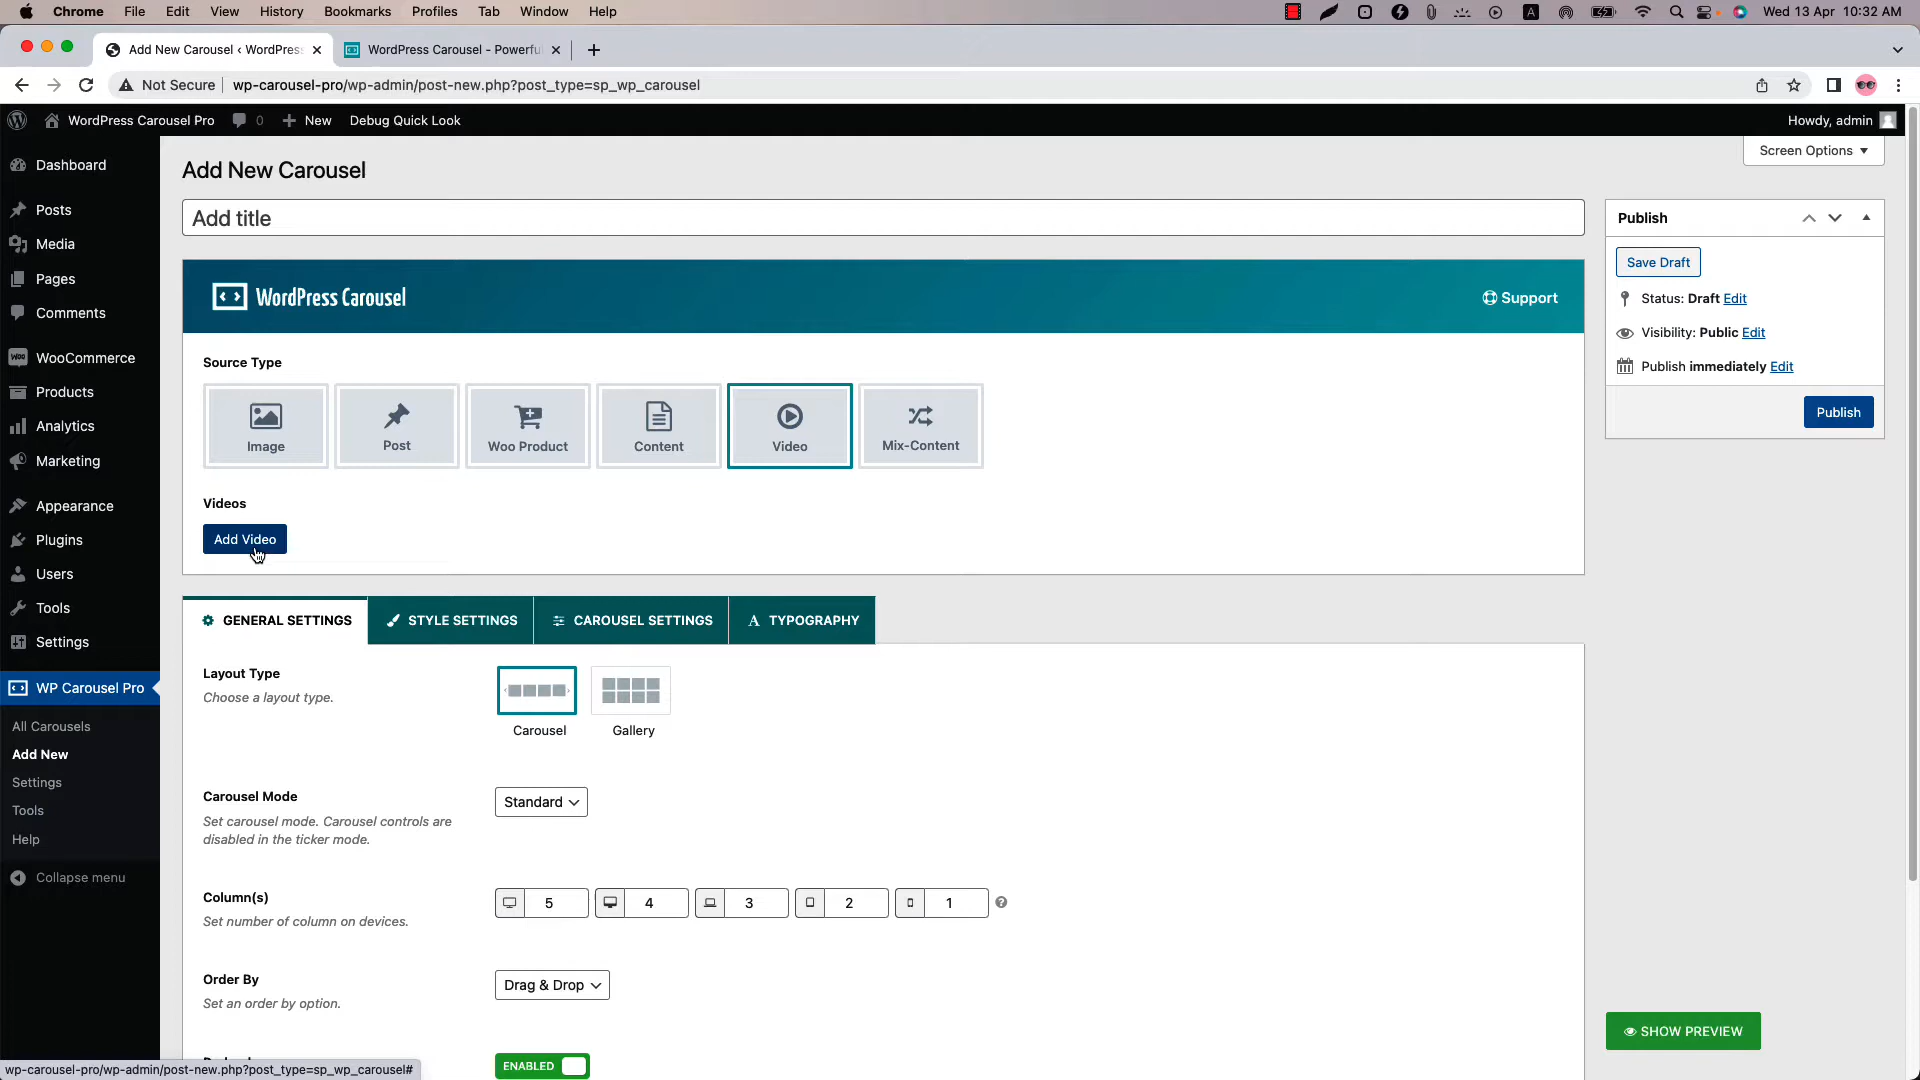 Chrome File Edit View History Bookmarks Profiles Tab Window Help
A Wed 13 Apr 10:32 AM
Add New Carousel ‹ WordPress
WordPress Carousel - Powerful
Not Secure wp-carousel-pro/wp-admin/post-new.php?post_type=sp_wp_carousel
WordPress Carousel Pro 0 New Debug Quick Look
Howdy, admin
Dashboard
Posts
Media
Pages
Comments
WooCommerce
Products
Analytics
Marketing
Appearance
Plugins
Users
Tools
Settings
WP Carousel Pro
All Carousels
Add New
Settings
Tools
Help
Collapse menu
Add New Carousel
Screen Options
Add title
WordPress Carousel
Support
Source Type
Image
Post
Woo Product
Content
Video
Mix-Content
Videos
Add Video
GENERAL SETTINGS
STYLE SETTINGS
CAROUSEL SETTINGS
A TYPOGRAPHY
Layout Type
Choose a layout type.
Carousel
Gallery
Carousel Mode
Set carousel mode. Carousel controls are
disabled in the ticker mode.
Standard
Column(s)
Set number of column on devices.
5 4 3 2 1
Order By
Set an order by option.
Drag & Drop
ENABLED
Publish
Save Draft
Status: Draft Edit
Visibility: Public Edit
Publish immediately Edit
Publish
SHOW PREVIEW
wp-carousel-pro/wp-admin/post-new.php?post_type=sp_wp_carousel#